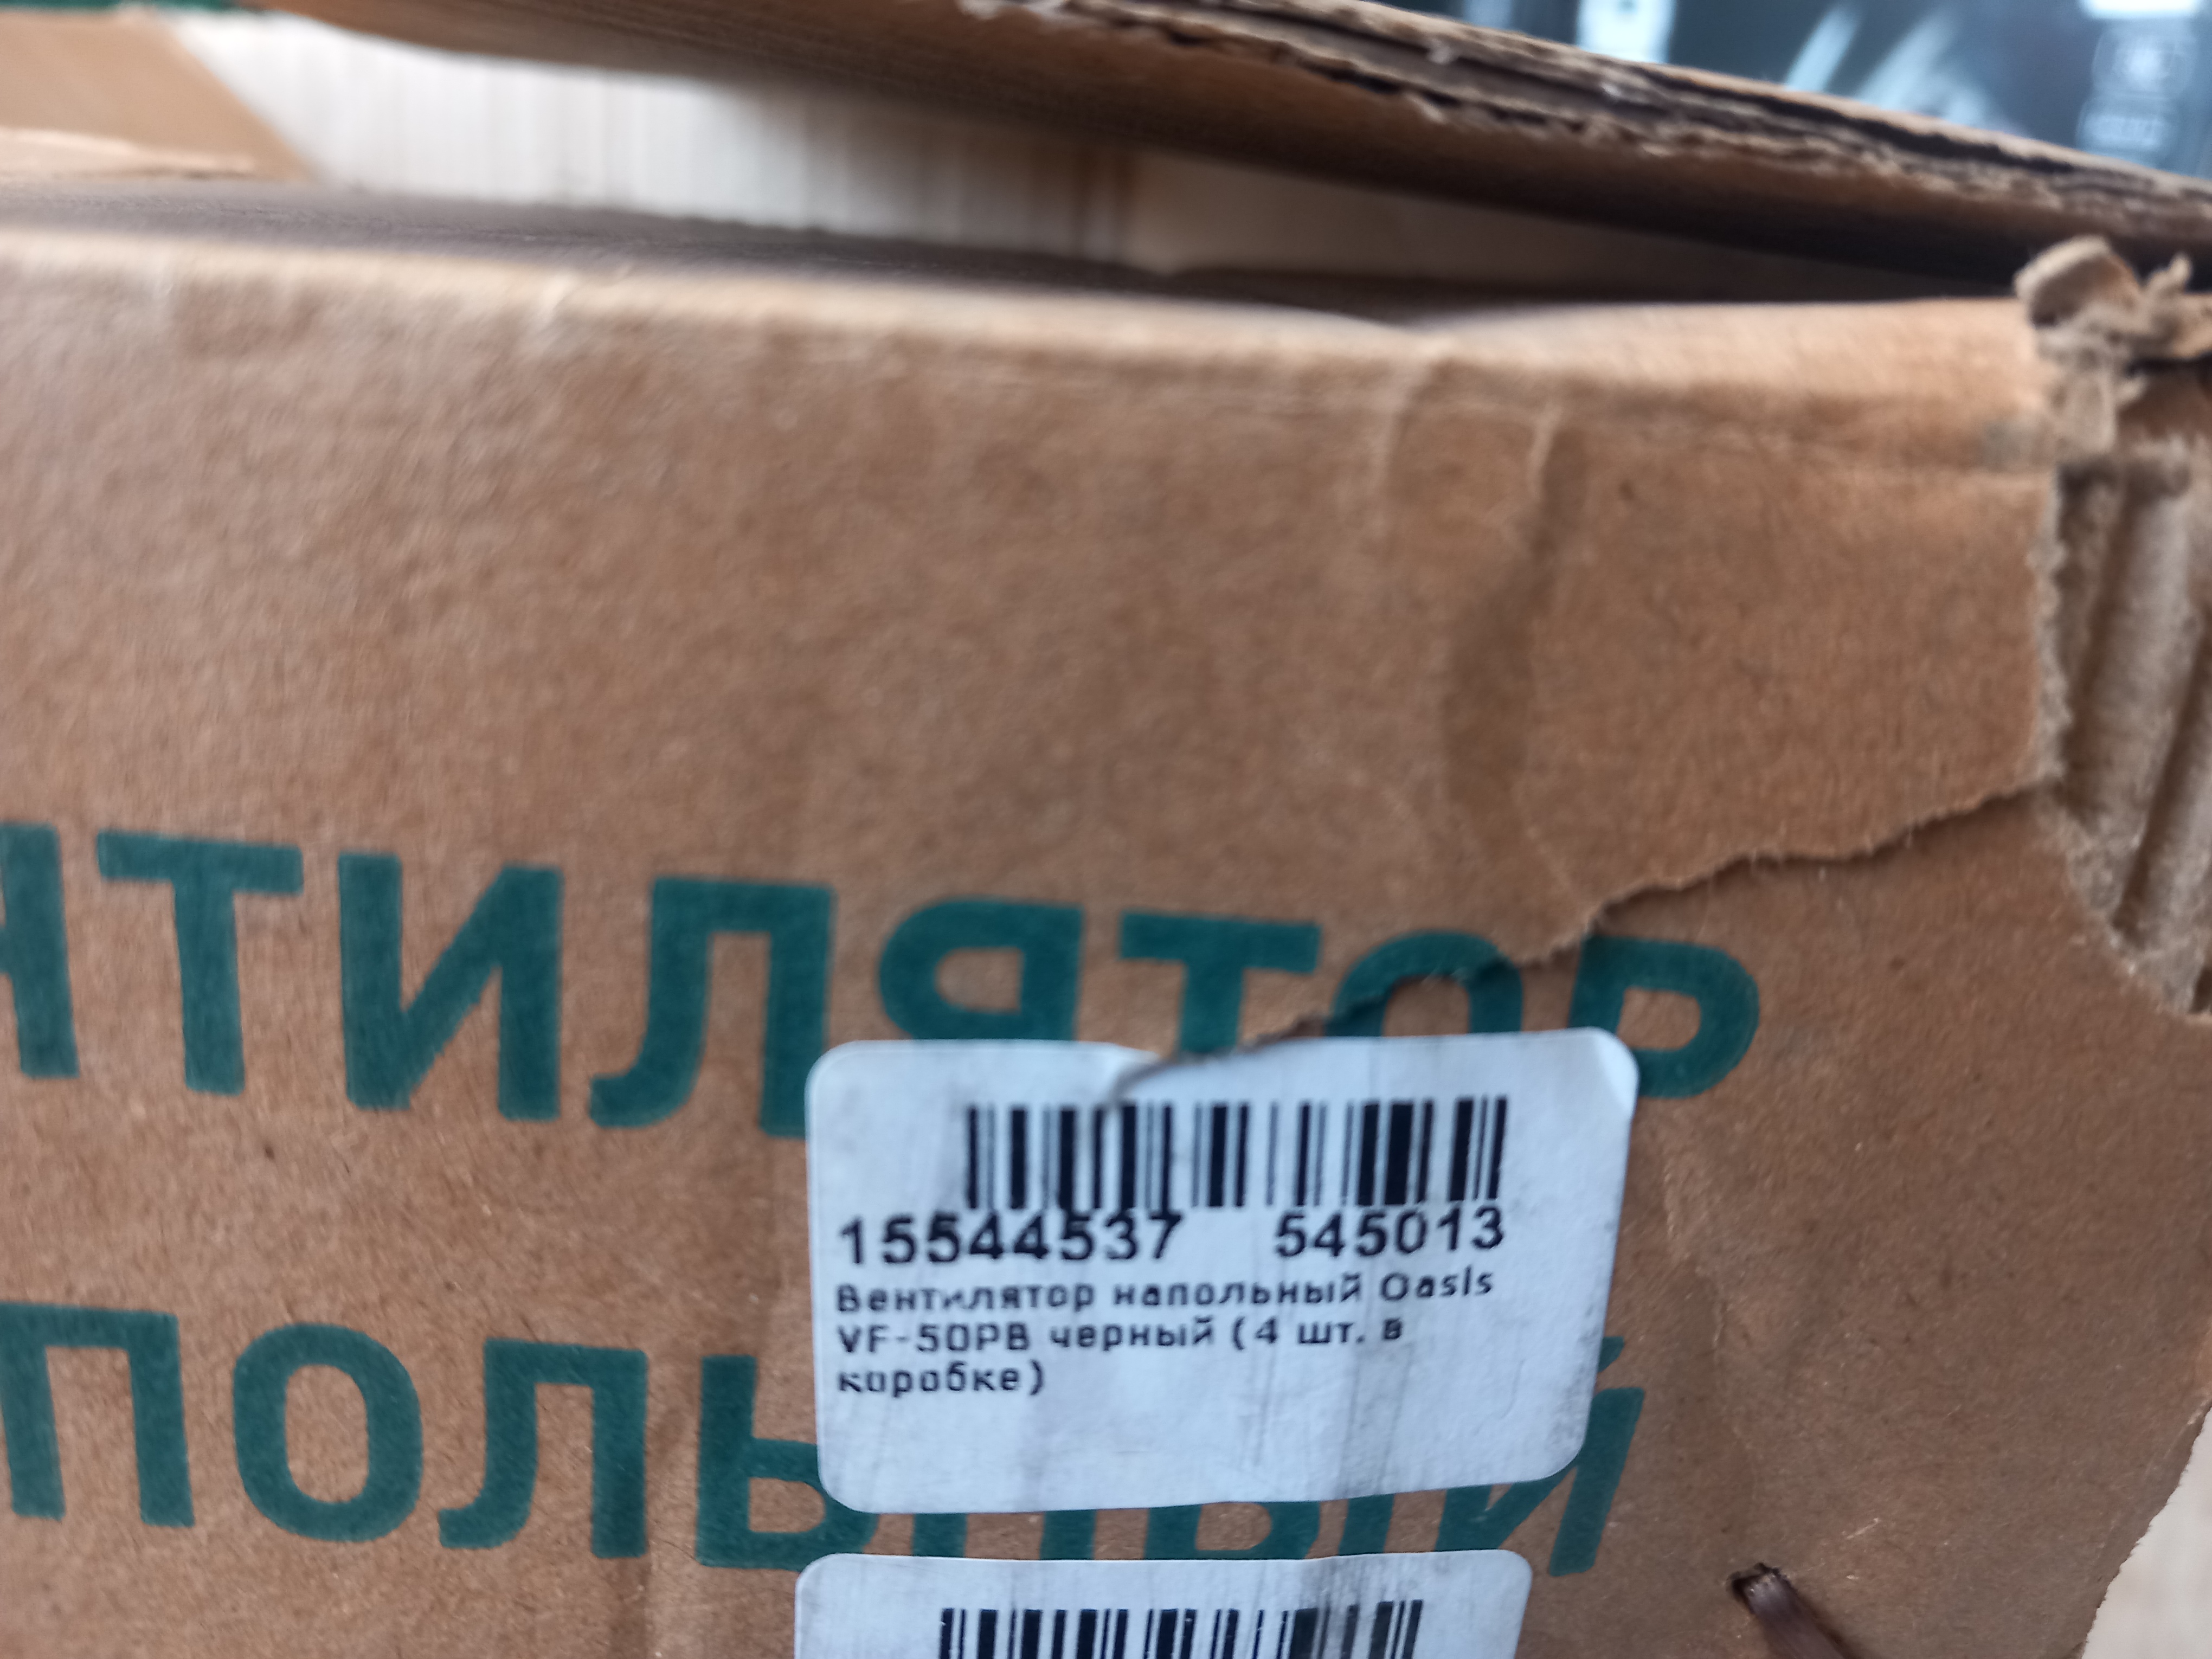 НТИЛЯТОР
15544537 545013
Вентилятор напольный Oasis
VF-50PB черный (4 шт. в
коробке)
ПОЛЬНЫЙ